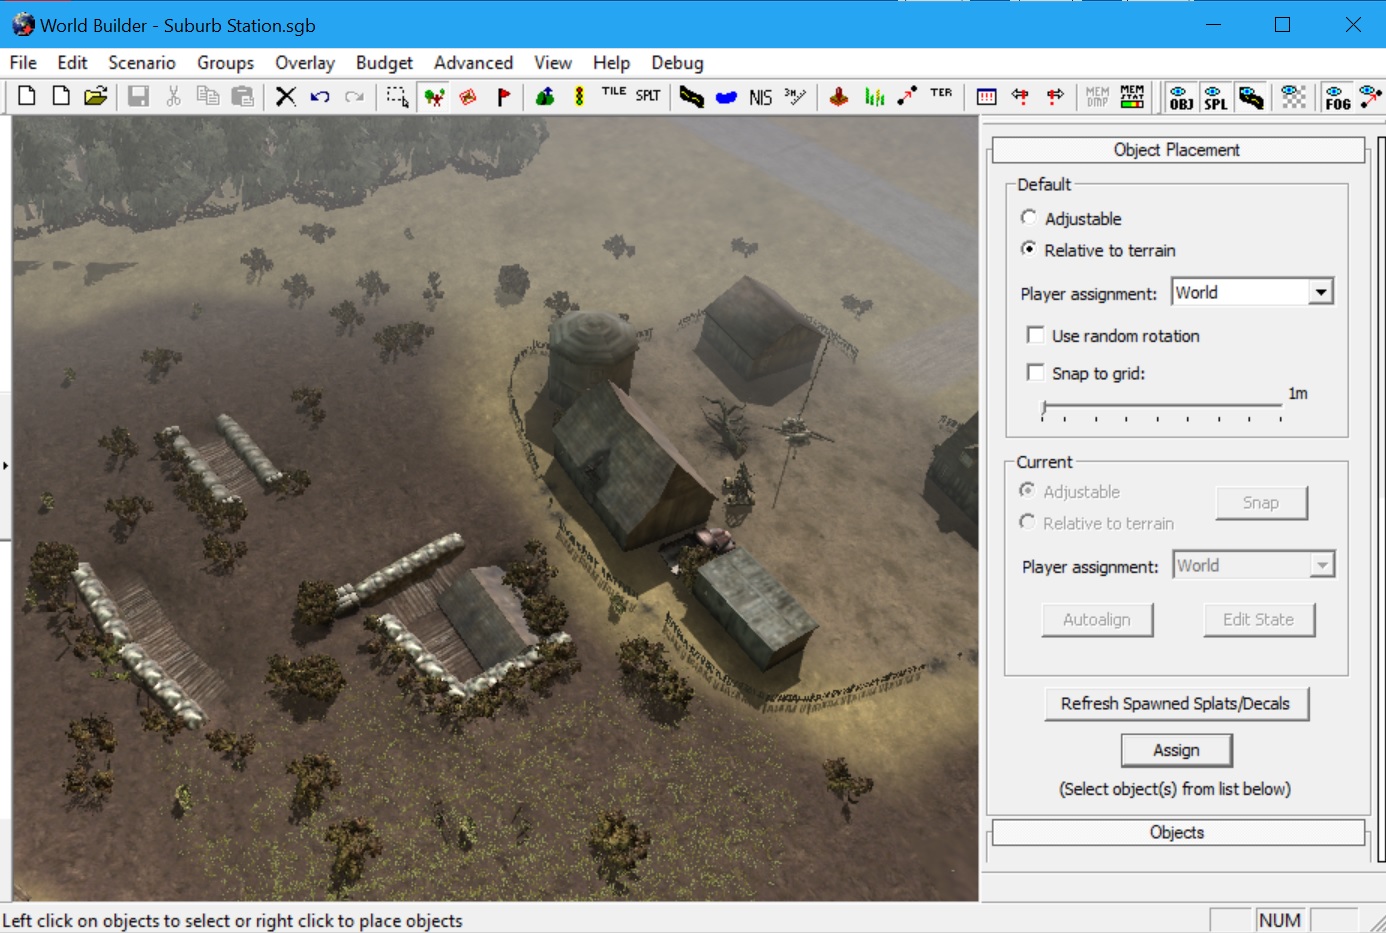 World Builder - Suburb Station.sgb
File Edit Scenario Groups Overlay Budget Advanced View Help Debug
TILE SPLT NIS 3WY TER MEM DMP MEM STAT OBJ SPL FOG
Object Placement
Default
Adjustable
Relative to terrain
Player assignment: World
Use random rotation
Snap to grid:
1m
Current
Adjustable
Snap
Relative to terrain
Player assignment: World
Autoalign Edit State
Refresh Spawned Splats/Decals
Assign
(Select object(s) from list below)
Objects
Left click on objects to select or right click to place objects
NUM